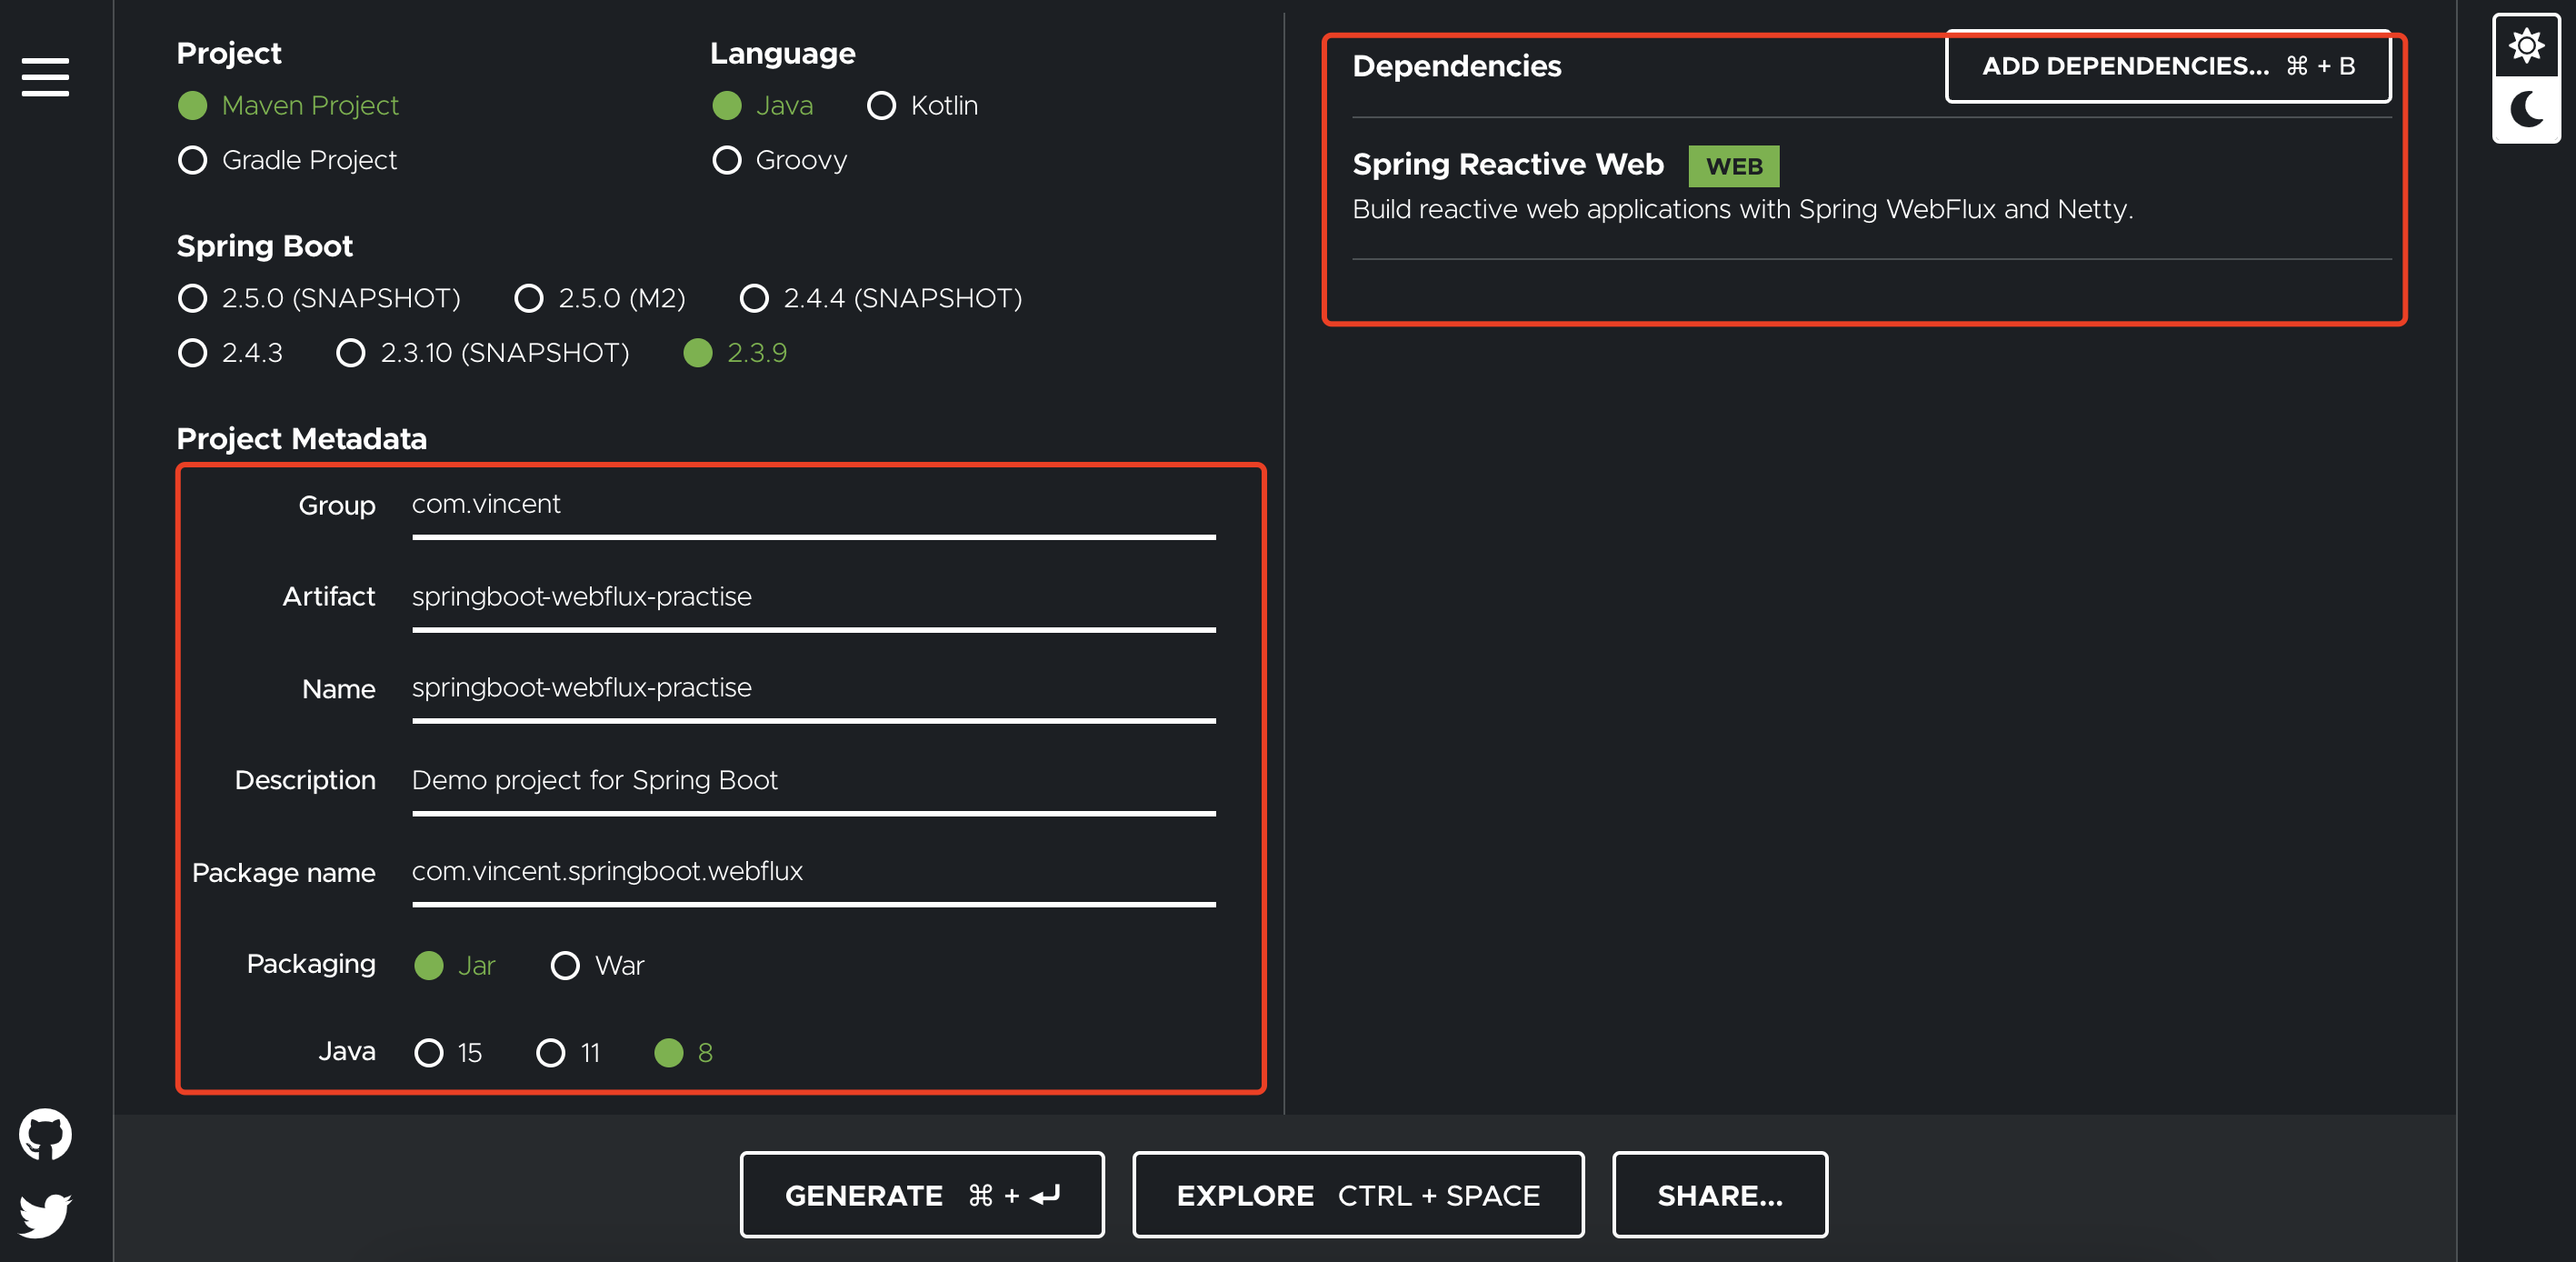 Project
Maven Project
Gradle Project
Language
Java Kotlin
Groovy
Spring Boot
2.5.0 (SNAPSHOT) 2.5.0 (M2) 2.4.4 (SNAPSHOT)
2.4.3 2.3.10 (SNAPSHOT) 2.3.9
Project Metadata
Group com.vincent
Artifact springboot-webflux-practise
Name springboot-webflux-practise
Description Demo project for Spring Boot
Package name com.vincent.springboot.webflux
Packaging Jar War
Java 15 11 8
Dependencies ADD DEPENDENCIES... ⌘ + B
Spring Reactive Web WEB
Build reactive web applications with Spring WebFlux and Netty.
GENERATE ⌘ + ⏎ EXPLORE CTRL + SPACE SHARE...